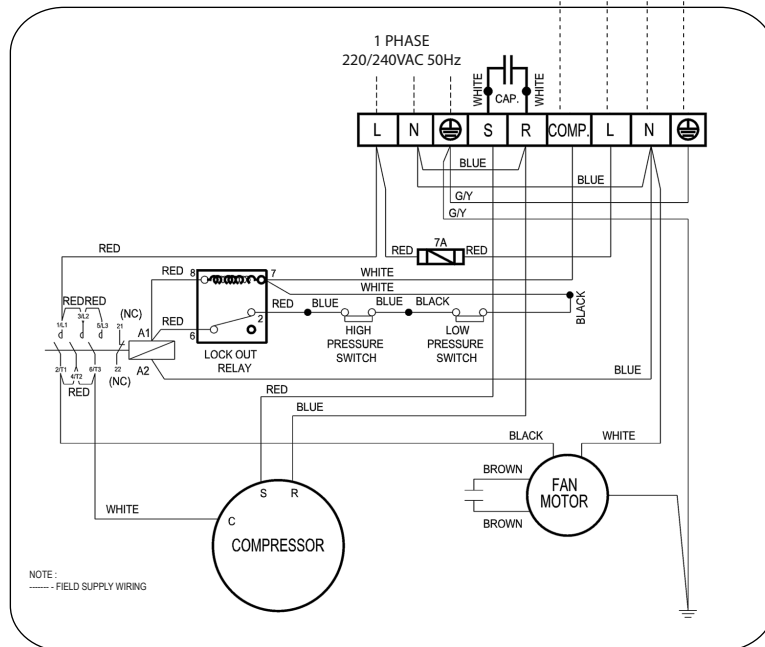 1 PHASE
220/240VAC 50Hz
WHITE
CAP.
WHITE
L N S R COMP. L N
BLUE
BLUE
G/Y
G/Y
RED
7A
RED RED
RED 8 7 WHITE
WHITE
RED RED (NC)
3/L2
1/L1 5/L3 21 A1
RED
RED BLUE BLUE BLACK
BLACK
2
6
HIGH
PRESSURE
SWITCH
LOW
PRESSURE
SWITCH
LOCK OUT
RELAY
2/T1 4/T2 6/T3 22 A2
(NC)
RED
BLUE
RED
BLUE
BLACK WHITE
BROWN
FAN
MOTOR
BROWN
S R
WHITE
C
COMPRESSOR
NOTE :
------- - FIELD SUPPLY WIRING